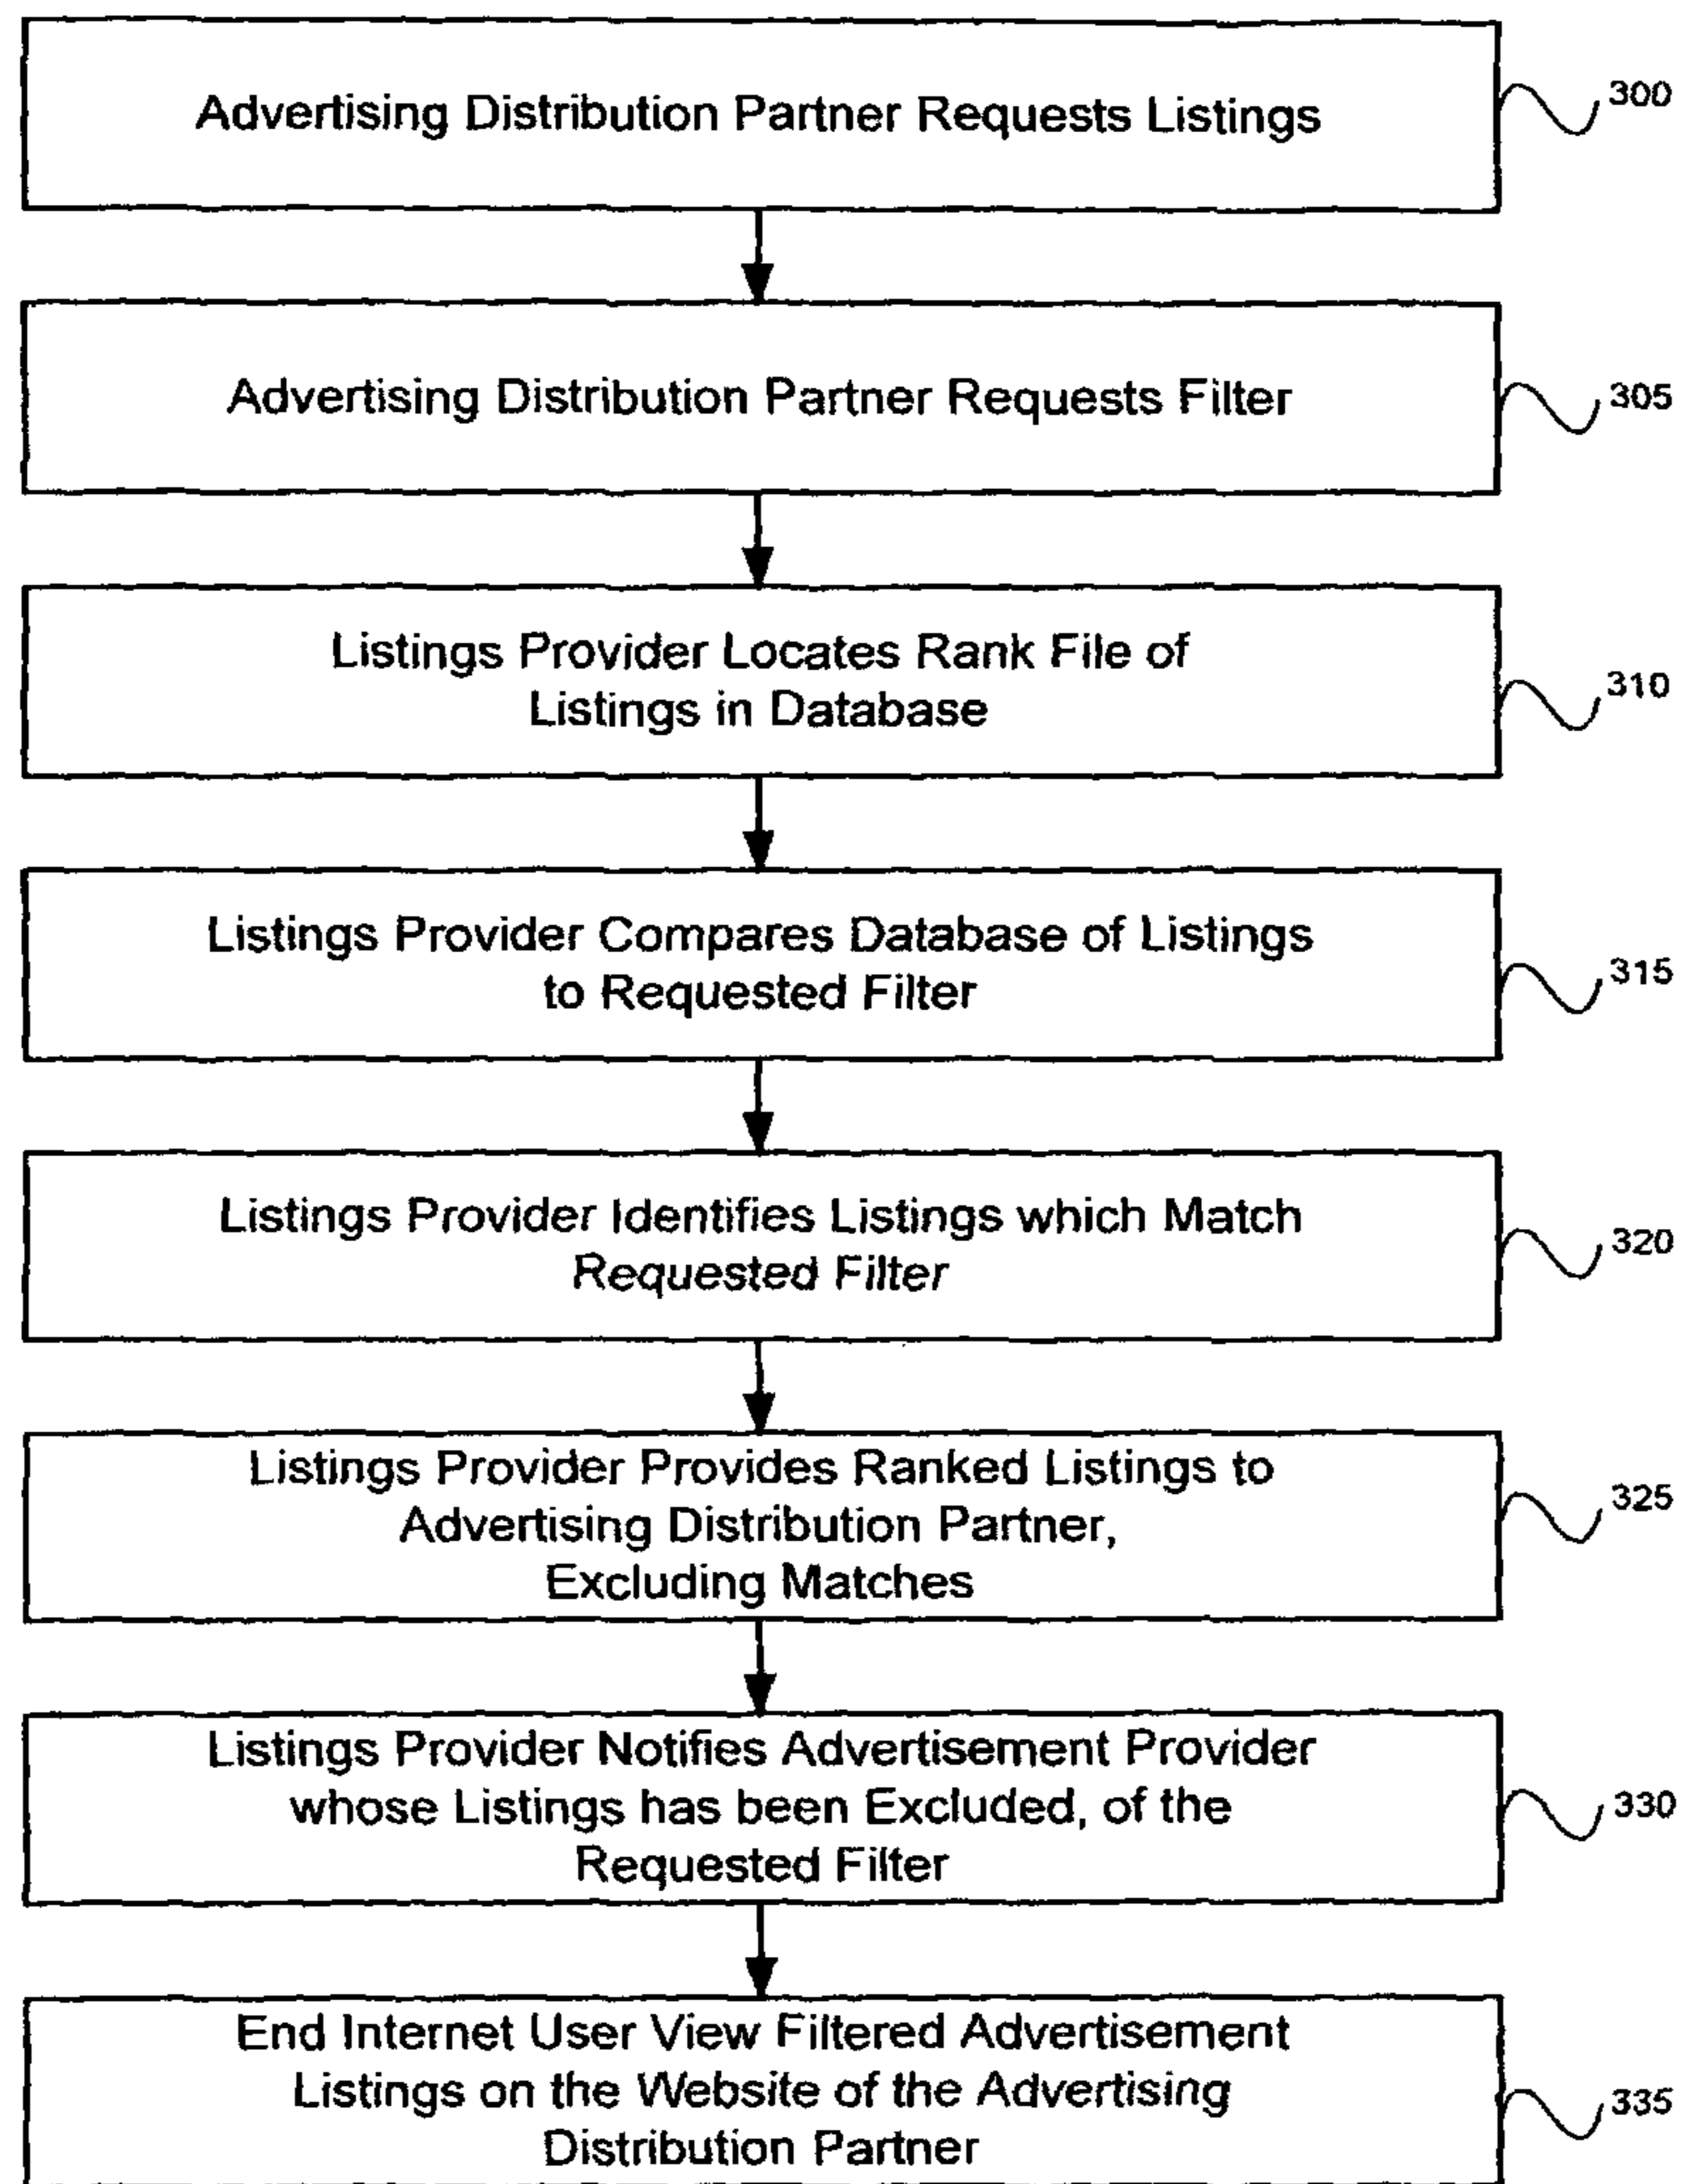 Advertising Distribution Partner Requests Listings
300
Advertising Distribution Partner Requests Filter
305
Listings Provider Locates Rank File of
Listings in Database
310
Listings Provider Compares Database of Listings
to Requested Filter
315
Listings Provider Identifies Listings which Match
Requested Filter
320
Listings Provider Provides Ranked Listings to
Advertising Distribution Partner,
Excluding Matches
325
Listings Provider Notifies Advertisement Provider
whose Listings has been Excluded, of the
Requested Filter
330
End Internet User View Filtered Advertisement
Listings on the Website of the Advertising
Distribution Partner
335